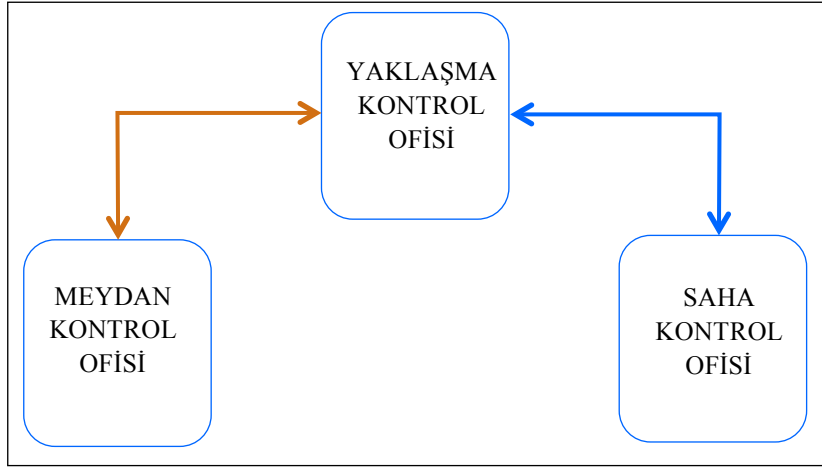 YAKLAŞMA
KONTROL
OFİSİ
MEYDAN
KONTROL
OFİSİ
SAHA
KONTROL
OFİSİ